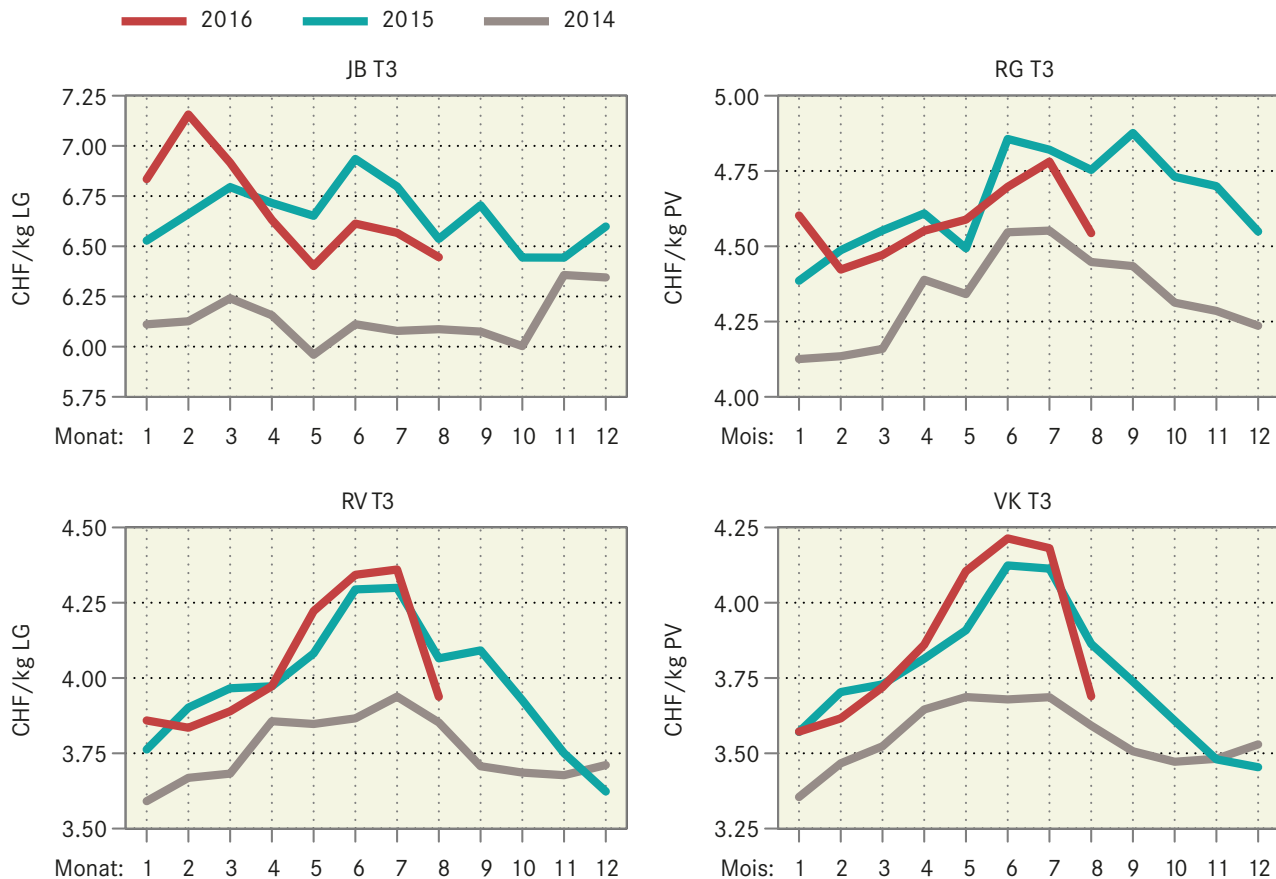 2016 2015 2014
JB T3
CHF/kg LG
7.25
7.00
6.75
6.50
6.25
6.00
5.75
Monat: 1 2 3 4 5 6 7 8 9 10 11 12
RG T3
CHF/kg PV
5.00
4.75
4.50
4.25
4.00
Mois: 1 2 3 4 5 6 7 8 9 10 11 12
RV T3
CHF/kg LG
4.50
4.25
4.00
3.75
3.50
Monat: 1 2 3 4 5 6 7 8 9 10 11 12
VK T3
CHF/kg PV
4.25
4.00
3.75
3.50
3.25
Mois: 1 2 3 4 5 6 7 8 9 10 11 12